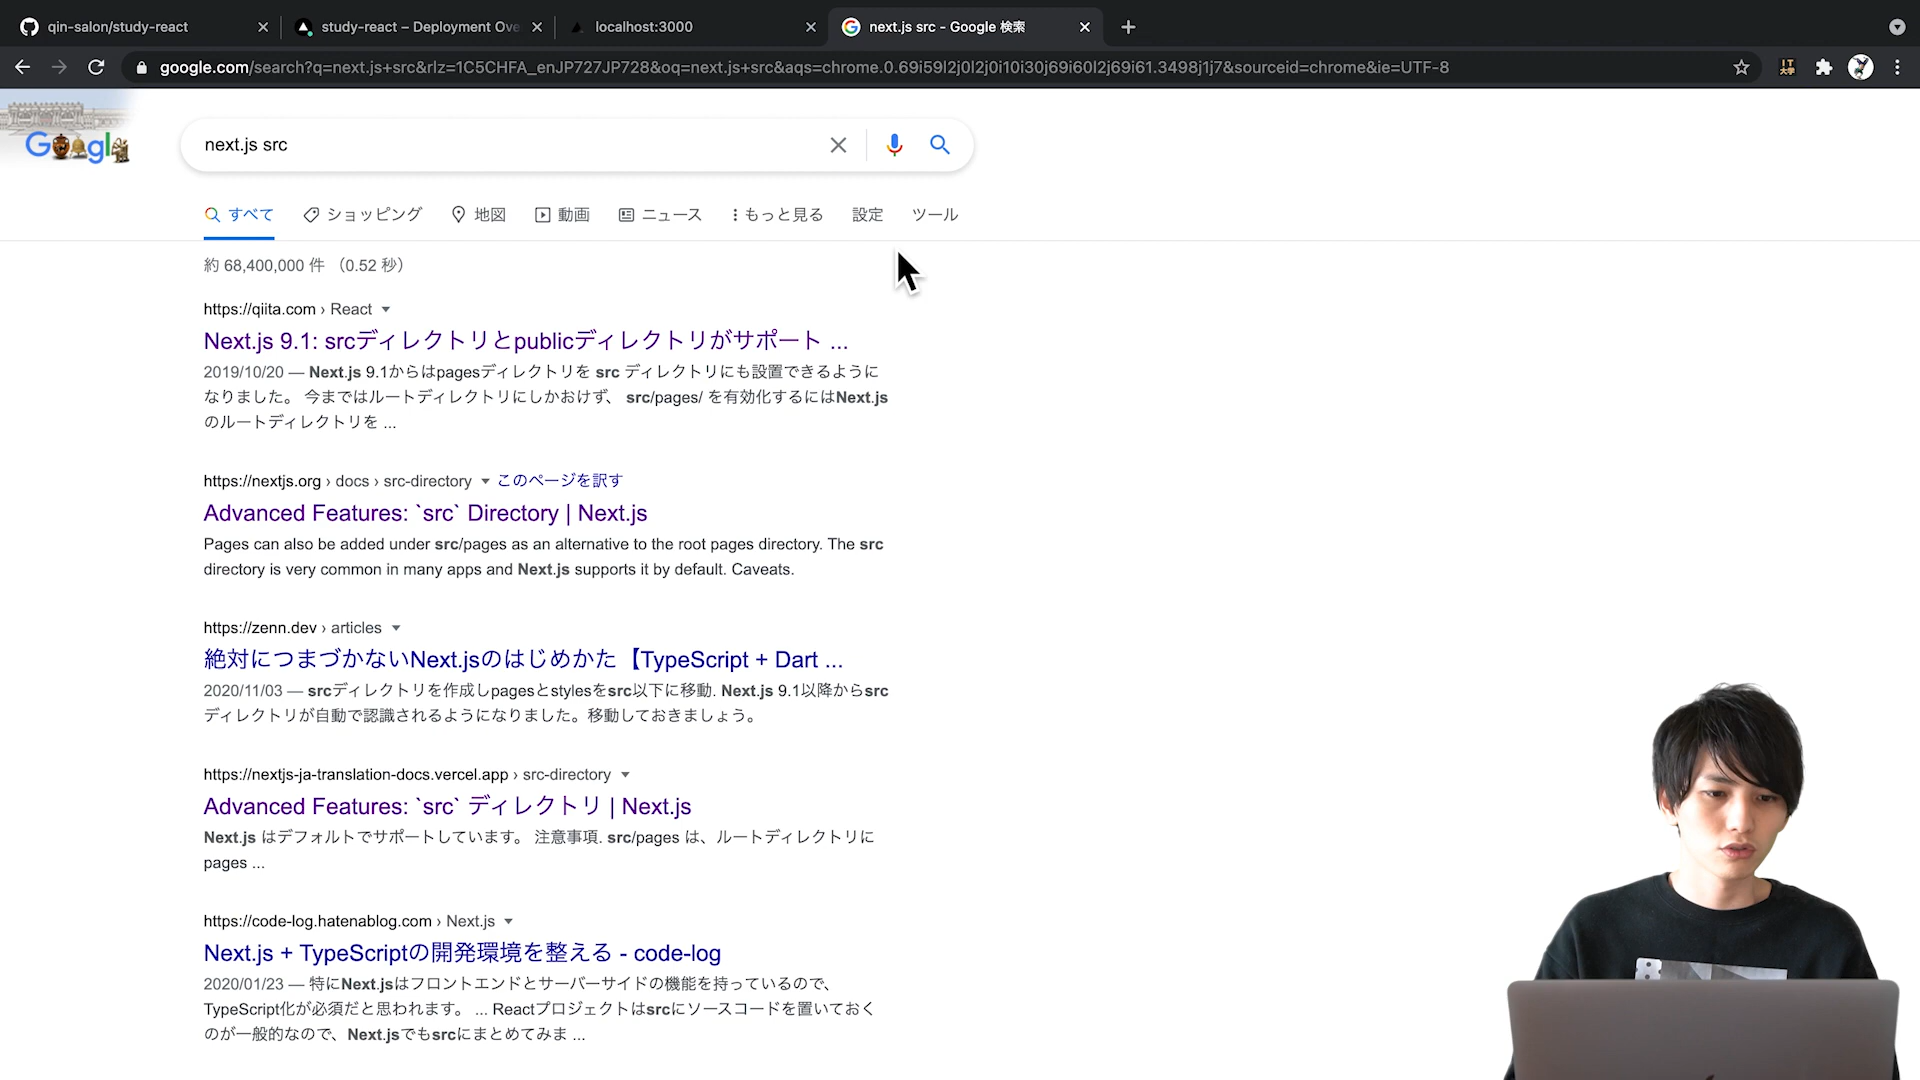 qin-salon/study-react
study-react – Deployment Ove
localhost:3000
next.js src - Google 検索
google.com/search?q=next.js+src&rlz=1C5CHFA_enJP727JP728&oq=next.js+src&aqs=chrome.0.69i59l2j0l2j0i10i30j69i60l2j69i61.3498j1j7&sourceid=chrome&ie=UTF-8
IT
大学
Google
next.js src
すべて
ショッピング
地図
動画
ニュース
もっと見る
設定
ツール
約 68,400,000 件 （0.52 秒）
https://qiita.com › React
Next.js 9.1: srcディレクトリとpublicディレクトリがサポート ...
2019/10/20 — Next.js 9.1からはpagesディレクトリを src ディレクトリにも設置できるように
なりました。 今まではルートディレクトリにしかおけず、 src/pages/ を有効化するにはNext.js
のルートディレクトリを ...
https://nextjs.org › docs › src-directory このページを訳す
Advanced Features: `src` Directory | Next.js
Pages can also be added under src/pages as an alternative to the root pages directory. The src
directory is very common in many apps and Next.js supports it by default. Caveats.
https://zenn.dev › articles
絶対につまづかないNext.jsのはじめかた【TypeScript + Dart ...
2020/11/03 — srcディレクトリを作成しpagesとstylesをsrc以下に移動. Next.js 9.1以降からsrc
ディレクトリが自動で認識されるようになりました。移動しておきましょう。
https://nextjs-ja-translation-docs.vercel.app › src-directory
Advanced Features: `src` ディレクトリ | Next.js
Next.js はデフォルトでサポートしています。 注意事項. src/pages は、ルートディレクトリに
pages ...
https://code-log.hatenablog.com › Next.js
Next.js + TypeScriptの開発環境を整える - code-log
2020/01/23 — 特にNext.jsはフロントエンドとサーバーサイドの機能を持っているので、
TypeScript化が必須だと思われます。 ... Reactプロジェクトはsrcにソースコードを置いておく
のが一般的なので、Next.jsでもsrcにまとめてみま ...